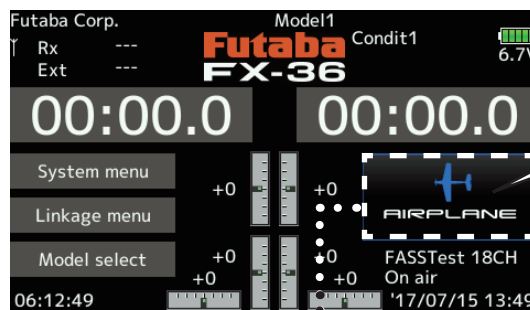 Futaba Corp.
Model1
Rx ---
Ext ---
Futaba
FX-36
Condit1
6.7V
00:00.0
00:00.0
System menu
Linkage menu
Model select
+0
+0
AIRPLANE
+0
+0
+0
+0
FASSTest 18CH
On air
06:12:49
'17/07/15 13:49